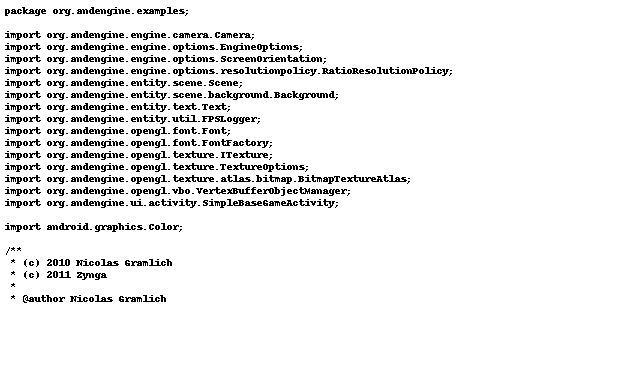 package org.andengine.examples;

import org.andengine.engine.camera.Camera;
import org.andengine.engine.options.EngineOptions;
import org.andengine.engine.options.ScreenOrientation;
import org.andengine.engine.options.resolutionpolicy.RatioResolutionPolicy;
import org.andengine.entity.scene.Scene;
import org.andengine.entity.scene.background.Background;
import org.andengine.entity.text.Text;
import org.andengine.entity.util.FPSLogger;
import org.andengine.opengl.font.Font;
import org.andengine.opengl.font.FontFactory;
import org.andengine.opengl.texture.ITexture;
import org.andengine.opengl.texture.TextureOptions;
import org.andengine.opengl.texture.atlas.bitmap.BitmapTextureAtlas;
import org.andengine.opengl.vbo.VertexBufferObjectManager;
import org.andengine.ui.activity.SimpleBaseGameActivity;

import android.graphics.Color;

/**
 * (c) 2010 Nicolas Gramlich
 * (c) 2011 Zynga
 *
 * @author Nicolas Gramlich